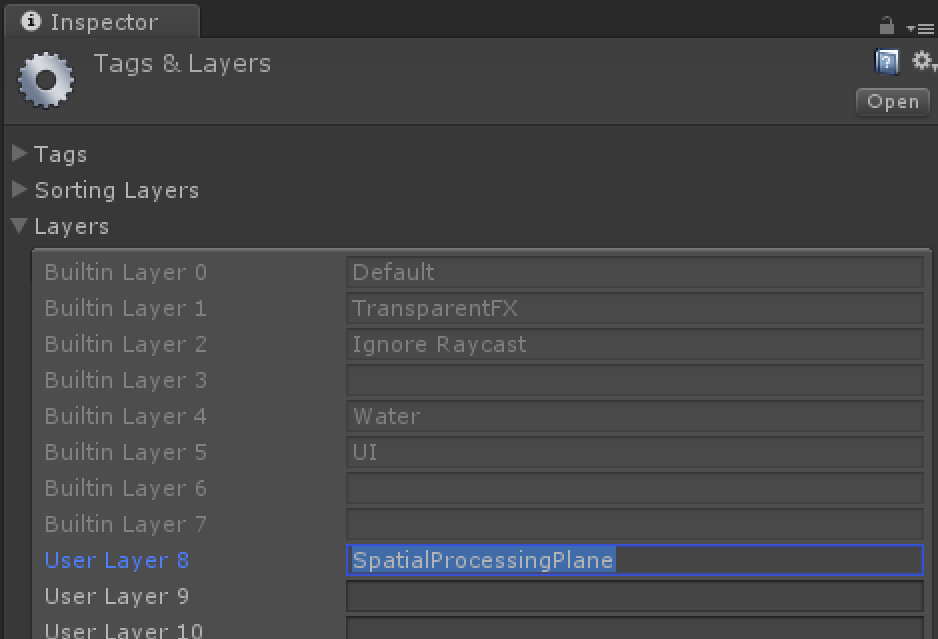 Inspector
Tags & Layers
Open
Tags
Sorting Layers
Layers
Builtin Layer 0 Default
Builtin Layer 1 TransparentFX
Builtin Layer 2 Ignore Raycast
Builtin Layer 3
Builtin Layer 4 Water
Builtin Layer 5 UI
Builtin Layer 6
Builtin Layer 7
User Layer 8 SpatialProcessingPlane
User Layer 9
User Layer 10